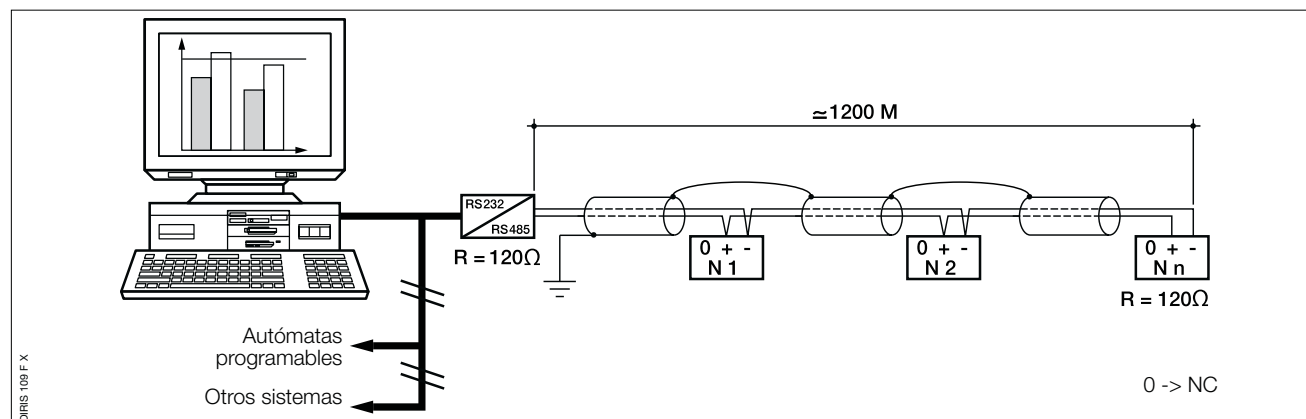 ≃1200 M
RS232
RS485
R = 120Ω
0 + -
N 1
0 + -
N 2
0 + -
N n
R = 120Ω
Autómatas
programables
Otros sistemas
0 -> NC
DIRIS 109 F X